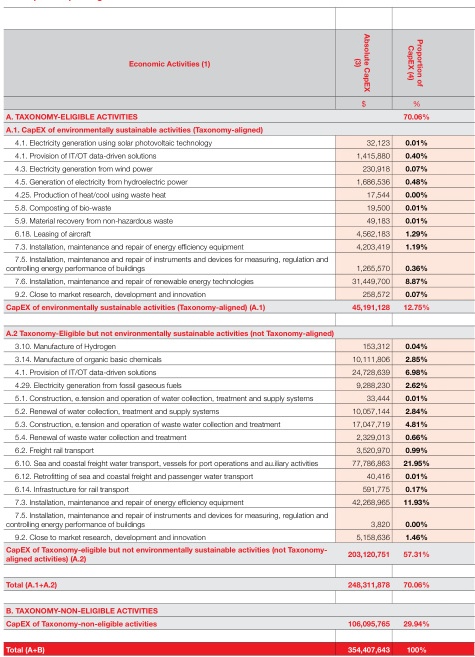 Economic Activities (1)
Absolute CapEX (3)
Proportion of CapEX (4)
$ %
A. TAXONOMY-ELIGIBLE ACTIVITIES 70.06%
A.1. CapEX of environmentally sustainable activities (Taxonomy-aligned)
4.1. Electricity generation using solar photovoltaic technology 32,123 0.01%
4.1. Provision of IT/OT data-driven solutions 1,415,880 0.40%
4.3. Electricity generation from wind power 230,918 0.07%
4.5. Generation of electricity from hydroelectric power 1,686,536 0.48%
4.25. Production of heat/cool using waste heat 17,544 0.00%
5.8. Composting of bio-waste 19,500 0.01%
5.9. Material recovery from non-hazardous waste 49,183 0.01%
6.18. Leasing of aircraft 4,562,183 1.29%
7.3. Installation, maintenance and repair of energy efficiency equipment 4,203,419 1.19%
7.5. Installation, maintenance and repair of instruments and devices for measuring, regulation and
controlling energy performance of buildings 1,265,570 0.36%
7.6. Installation, maintenance and repair of renewable energy technologies 31,449,700 8.87%
9.2. Close to market research, development and innovation 258,572 0.07%
CapEX of environmentally sustainable activities (Taxonomy-aligned) (A.1) 45,191,128 12.75%
A.2 Taxonomy-Eligible but not environmentally sustainable activities (not Taxonomy-aligned)
3.10. Manufacture of Hydrogen 153,312 0.04%
3.14. Manufacture of organic basic chemicals 10,111,806 2.85%
4.1. Provision of IT/OT data-driven solutions 24,728,639 6.98%
4.29. Electricity generation from fossil gaseous fuels 9,288,230 2.62%
5.1. Construction, e.tension and operation of water collection, treatment and supply systems 33,444 0.01%
5.2. Renewal of water collection, treatment and supply systems 10,057,144 2.84%
5.3. Construction, e.tension and operation of waste water collection and treatment 17,047,719 4.81%
5.4. Renewal of waste water collection and treatment 2,329,013 0.66%
6.2. Freight rail transport 3,520,970 0.99%
6.10. Sea and coastal freight water transport, vessels for port operations and au.iliary activities 77,786,863 21.95%
6.12. Retrofitting of sea and coastal freight and passenger water transport 40,416 0.01%
6.14. Infrastructure for rail transport 591,775 0.17%
7.3. Installation, maintenance and repair of energy efficiency equipment 42,268,965 11.93%
7.5. Installation, maintenance and repair of instruments and devices for measuring, regulation and
controlling energy performance of buildings 3,820 0.00%
9.2. Close to market research, development and innovation 5,158,636 1.46%
CapEX of Taxonomy-eligible but not environmentally sustainable activities (not Taxonomy-
aligned activities) (A.2) 203,120,751 57.31%
Total (A.1+A.2) 248,311,878 70.06%
B. TAXONOMY-NON-ELIGIBLE ACTIVITIES
CapEX of Taxonomy-non-eligible activities 106,095,765 29.94%
Total (A+B) 354,407,643 100%